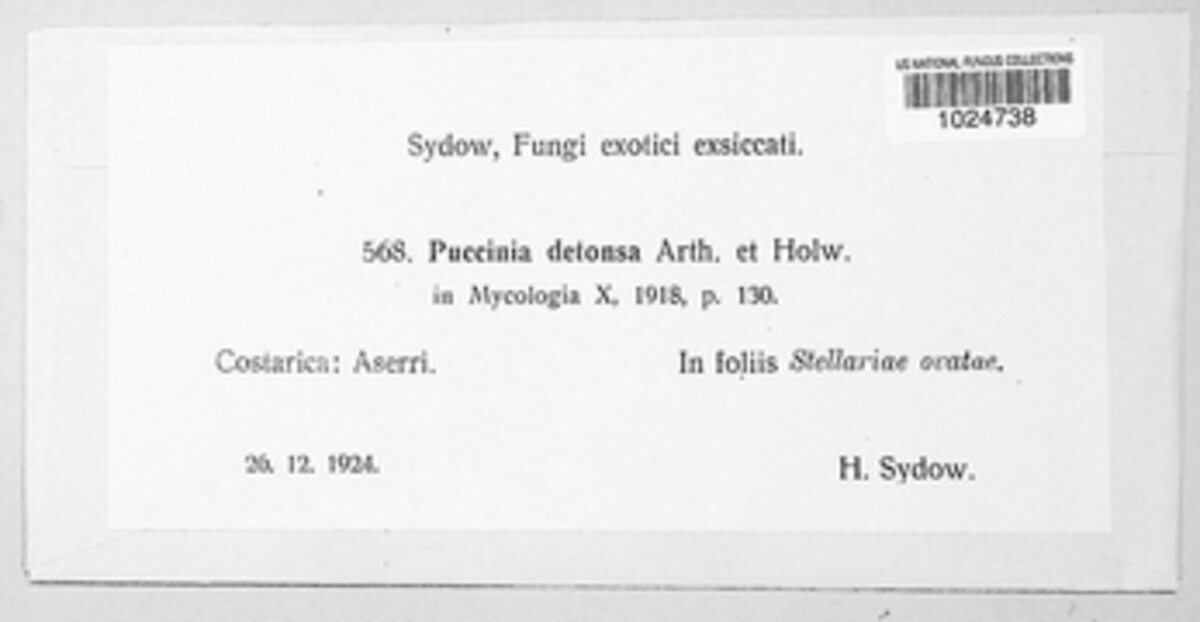 US NATIONAL FUNGUS COLLECTIONS
1024738
Sydow, Fungi exotici exsiccati.
568. Puccinia detonsa Arth. et Holw.
in Mycologia X, 1918, p. 130.
Costarica: Aserri.
In foliis Stellariae ovatae.
26. 12. 1924.
H. Sydow.